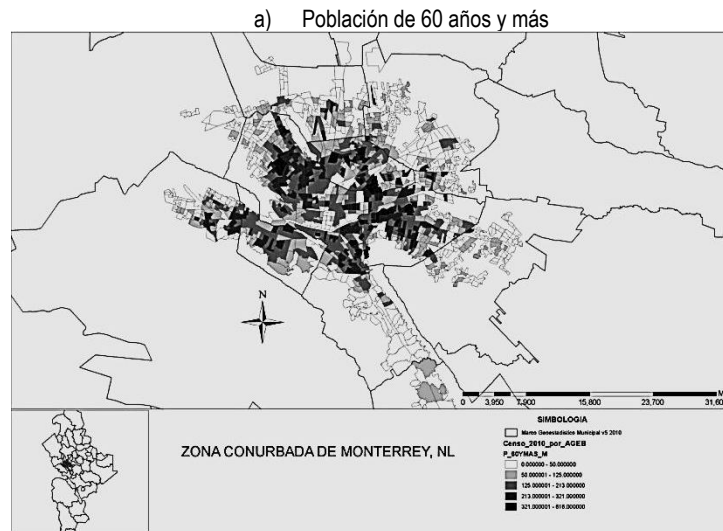 a) Población de 60 años y más
N
M
0 3,950 7,900 15,800 23,700 31,600
SIMBOLOGIA
Marco Geoestadístico Municipal v5 2010
Censo_2010_por_AGEB
P_60YMAS_M
0.000000 - 50.000000
50.000001 - 125.000000
125.000001 - 213.000000
213.000001 - 321.000000
321.000001 - 618.000000
ZONA CONURBADA DE MONTERREY, NL